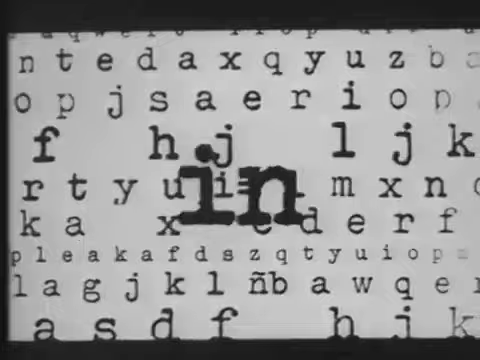 n t e d a x q y u z b
o p j s a e r i o p
f h j l j k
r t y u i m x n
in
k a x e d e r f
p l e a k a f d s z q t y u i o p
l a g j k l ñ b a w q e r
a s d f h j k